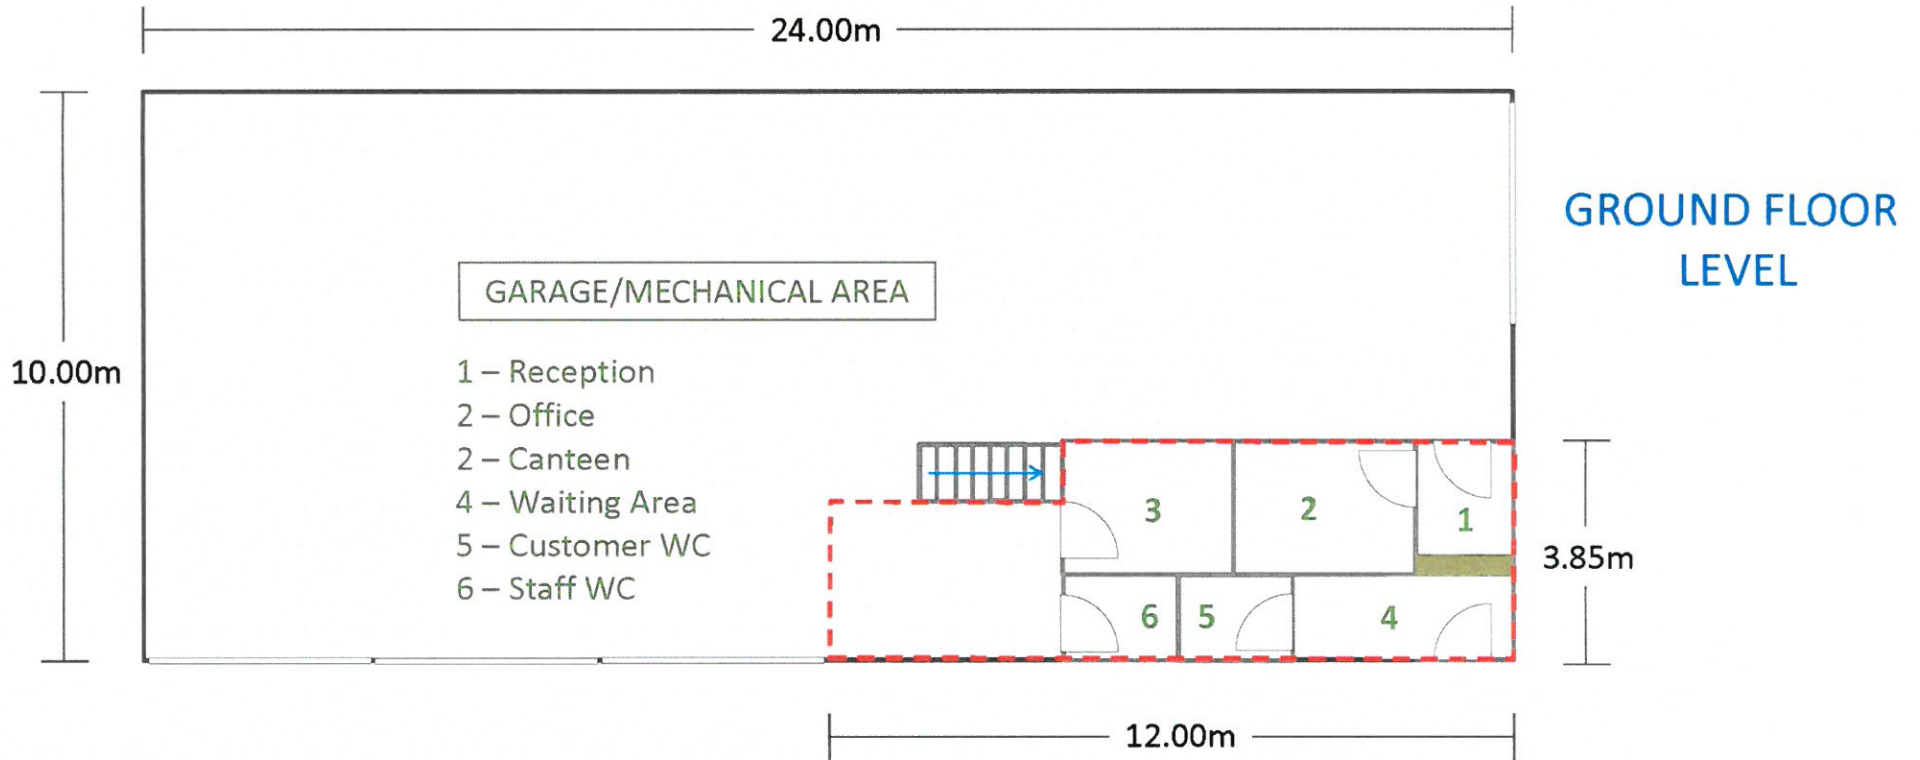 24.00m
10.00m
GROUND FLOOR
LEVEL
GARAGE/MECHANICAL AREA
1 – Reception
2 – Office
2 – Canteen
4 – Waiting Area
5 – Customer WC
6 – Staff WC
3
2
1
6
5
4
3.85m
12.00m